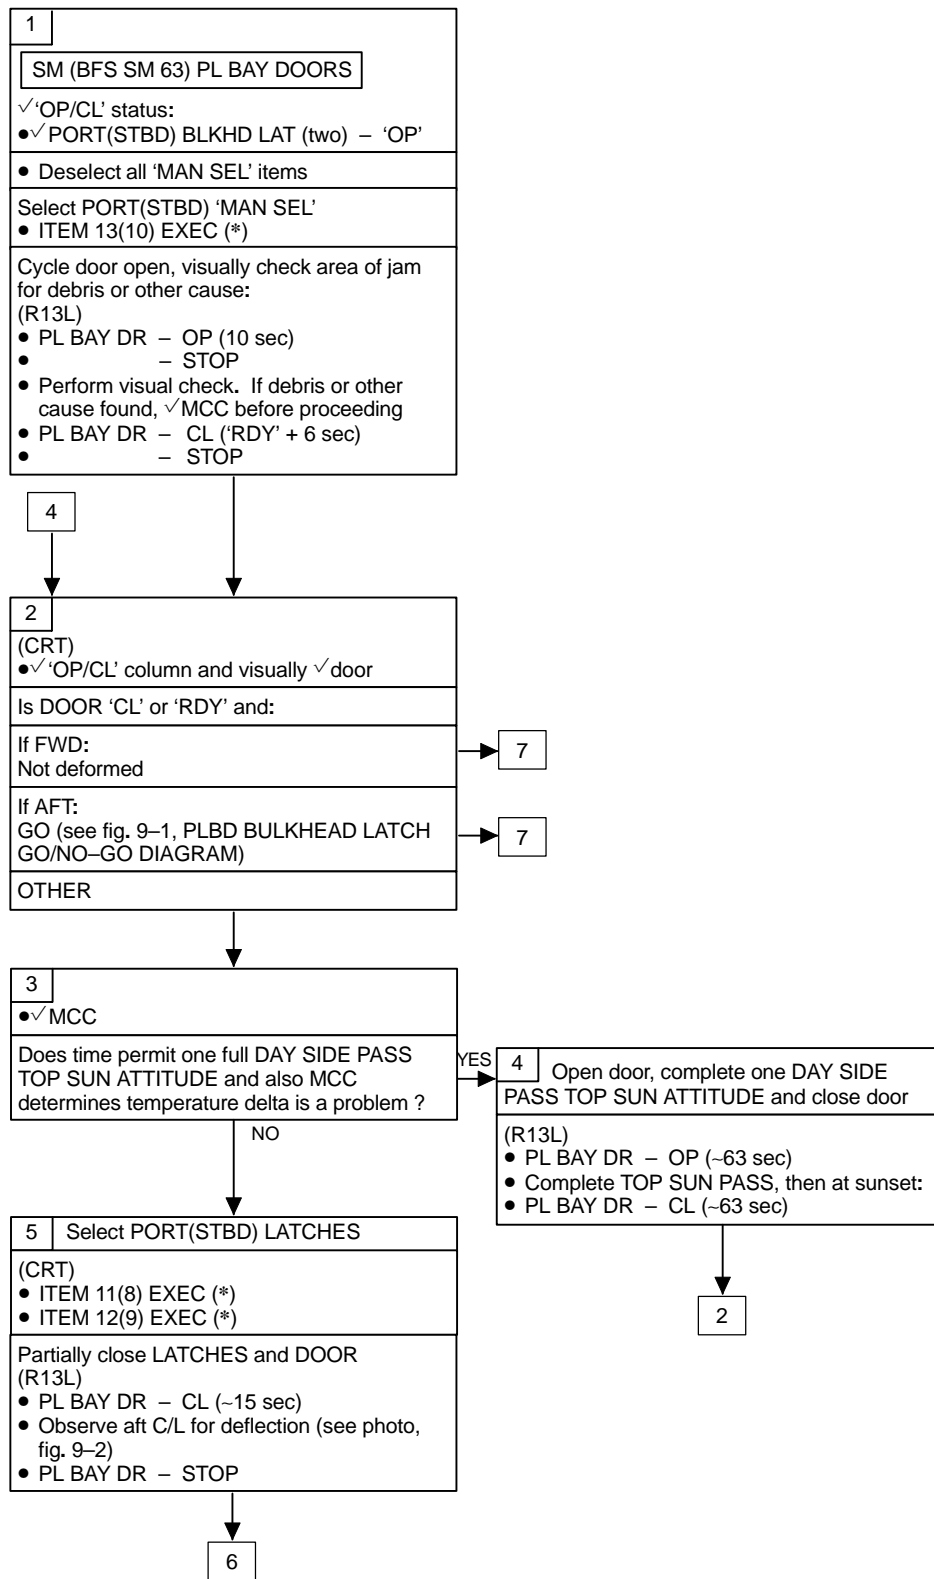 1
SM (BFS SM 63) PL BAY DOORS
✓'OP/CL' status:
●✓PORT(STBD) BLKHD LAT (two) – 'OP'
● Deselect all 'MAN SEL' items
Select PORT(STBD) 'MAN SEL'
● ITEM 13(10) EXEC (*)
Cycle door open, visually check area of jam
for debris or other cause:
(R13L)
● PL BAY DR – OP (10 sec)
● – STOP
● Perform visual check. If debris or other
cause found, ✓MCC before proceeding
● PL BAY DR – CL ('RDY' + 6 sec)
● – STOP
4
2
(CRT)
●✓'OP/CL' column and visually ✓door
Is DOOR 'CL' or 'RDY' and:
If FWD:
Not deformed
7
If AFT:
GO (see fig. 9–1, PLBD BULKHEAD LATCH
GO/NO–GO DIAGRAM)
7
OTHER
3
●✓MCC
Does time permit one full DAY SIDE PASS
TOP SUN ATTITUDE and also MCC
determines temperature delta is a problem ?
YES
NO
4 Open door, complete one DAY SIDE
PASS TOP SUN ATTITUDE and close door
(R13L)
● PL BAY DR – OP (~63 sec)
● Complete TOP SUN PASS, then at sunset:
● PL BAY DR – CL (~63 sec)
2
5 Select PORT(STBD) LATCHES
(CRT)
● ITEM 11(8) EXEC (*)
● ITEM 12(9) EXEC (*)
Partially close LATCHES and DOOR
(R13L)
● PL BAY DR – CL (~15 sec)
● Observe aft C/L for deflection (see photo,
fig. 9–2)
● PL BAY DR – STOP
6